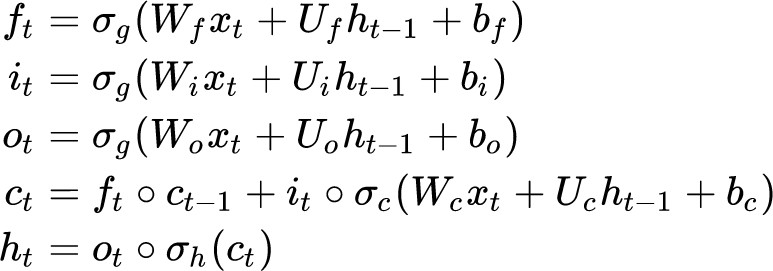 f_t = σ_g(W_f x_t + U_f h_{t−1} + b_f)
i_t = σ_g(W_i x_t + U_i h_{t−1} + b_i)
o_t = σ_g(W_o x_t + U_o h_{t−1} + b_o)
c_t = f_t ∘ c_{t−1} + i_t ∘ σ_c(W_c x_t + U_c h_{t−1} + b_c)
h_t = o_t ∘ σ_h(c_t)